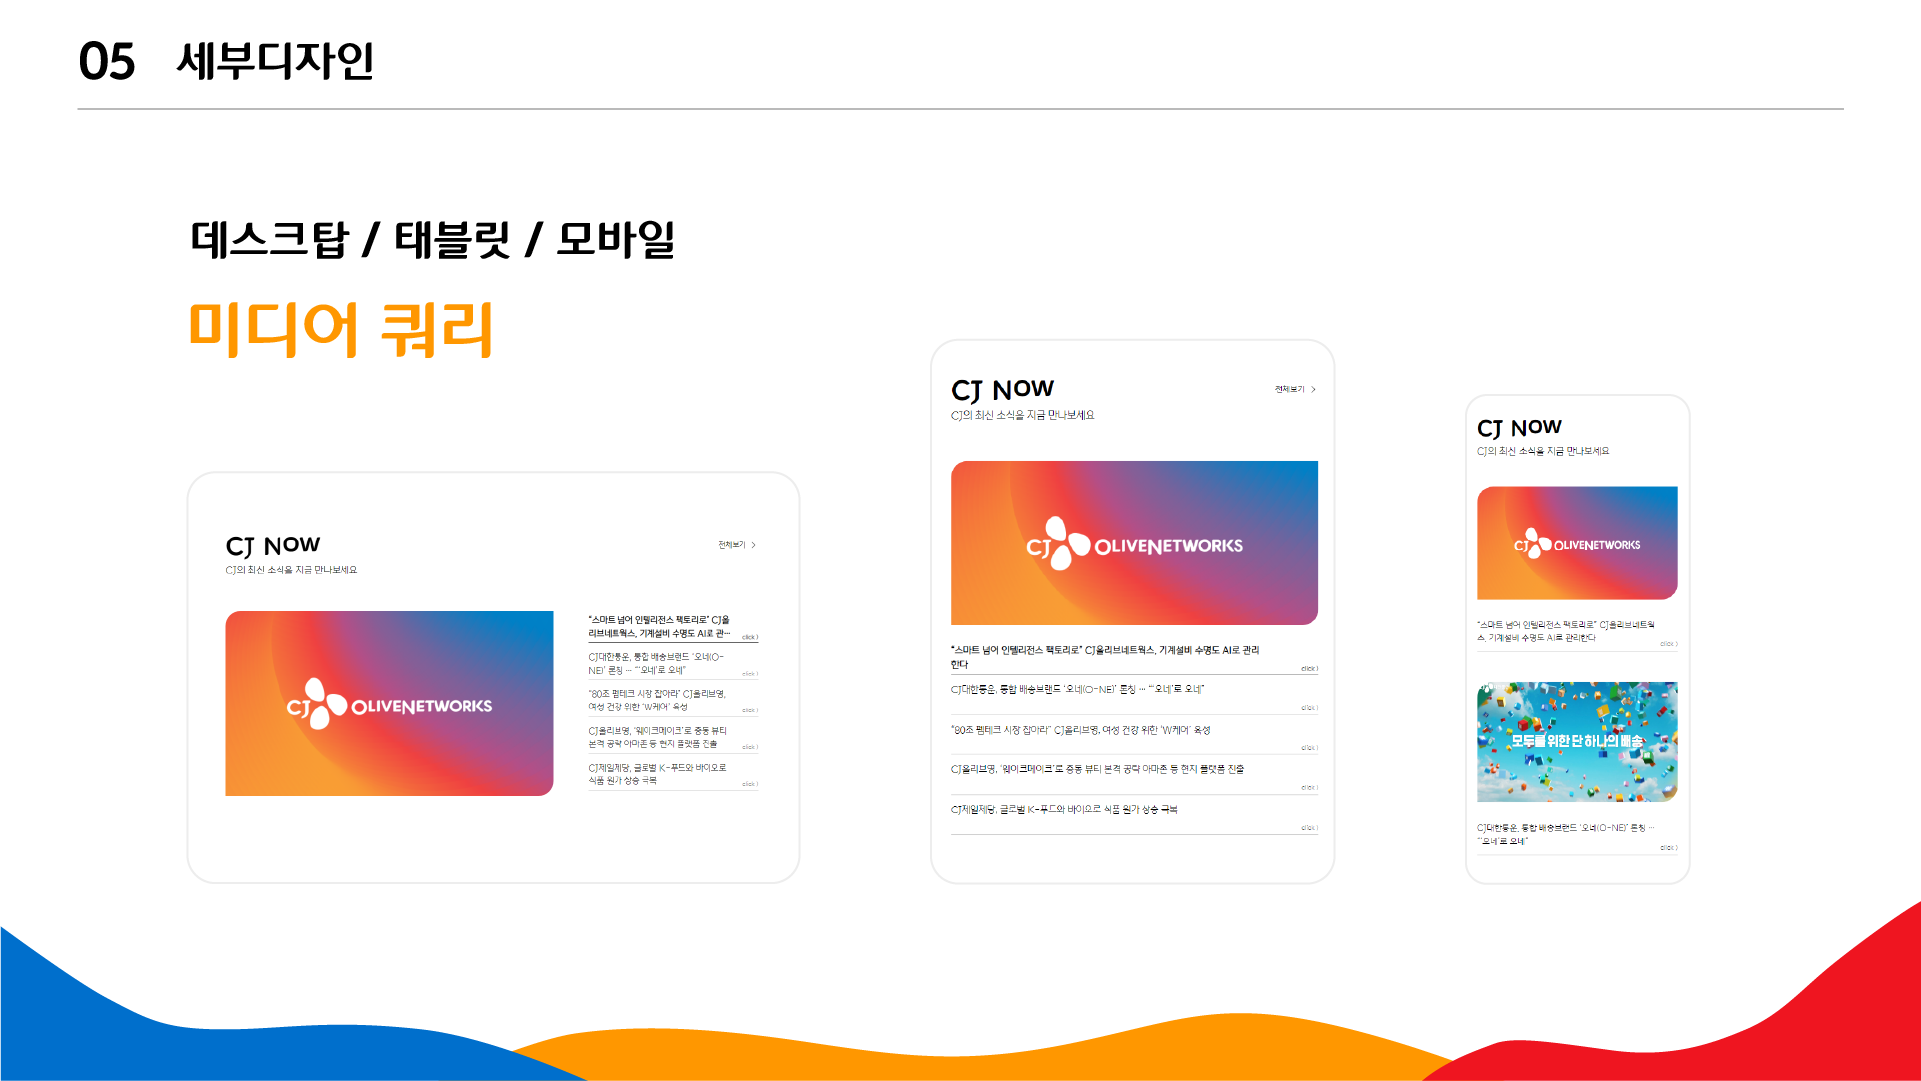 05 세부디자인
데스크탑 / 태블릿 / 모바일
미디어 쿼리
CJ NOW
전체보기 >
CJ의 최신 소식을 지금 만나보세요
CJ OLIVENETWORKS
“스마트 넘어 인텔리전스 팩토리로” CJ올
리브네트웍스, 기계설비 수명도 AI로 관…
click )
CJ대한통운, 통합 배송브랜드 ‘오네(O-
NE)’ 론칭 … “‘오네’로 오네”
click )
“80조 펨테크 시장 잡아라” CJ올리브영,
여성 건강 위한 ‘W케어’ 육성
click )
CJ올리브영, ‘웨이크메이크’로 중동 뷰티
본격 공략 아마존 등 현지 플랫폼 진출
click )
CJ제일제당, 글로벌 K-푸드와 바이오로
식품 원가 상승 극복
click )
CJ NOW
전체보기 >
CJ의 최신 소식을 지금 만나보세요
CJ OLIVENETWORKS
“스마트 넘어 인텔리전스 팩토리로” CJ올리브네트웍스, 기계설비 수명도 AI로 관리
한다
click )
CJ대한통운, 통합 배송브랜드 ‘오네(O-NE)’ 론칭 … “‘오네’로 오네”
click )
“80조 펨테크 시장 잡아라” CJ올리브영, 여성 건강 위한 ‘W케어’ 육성
click )
CJ올리브영, ‘웨이크메이크’로 중동 뷰티 본격 공략 아마존 등 현지 플랫폼 진출
click )
CJ제일제당, 글로벌 K-푸드와 바이오로 식품 원가 상승 극복
click )
CJ NOW
CJ의 최신 소식을 지금 만나보세요
CJ OLIVENETWORKS
“스마트 넘어 인텔리전스 팩토리로” CJ올리브네트웍
스, 기계설비 수명도 AI로 관리한다
click )
모두를 위한 단 하나의 배송
CJ대한통운, 통합 배송브랜드 ‘오네(O-NE)’ 론칭 …
“‘오네’로 오네”
click )